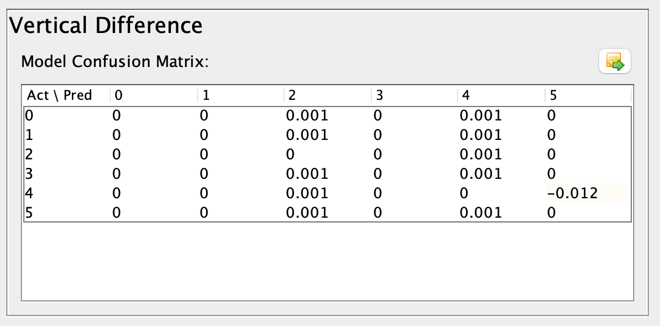 Vertical Difference
Model Confusion Matrix:
Act \ Pred 0 1 2 3 4 5
0 0 0 0.001 0 0.001 0
1 0 0 0.001 0 0.001 0
2 0 0 0 0 0.001 0
3 0 0 0.001 0 0.001 0
4 0 0 0.001 0 0 -0.012
5 0 0 0.001 0 0.001 0